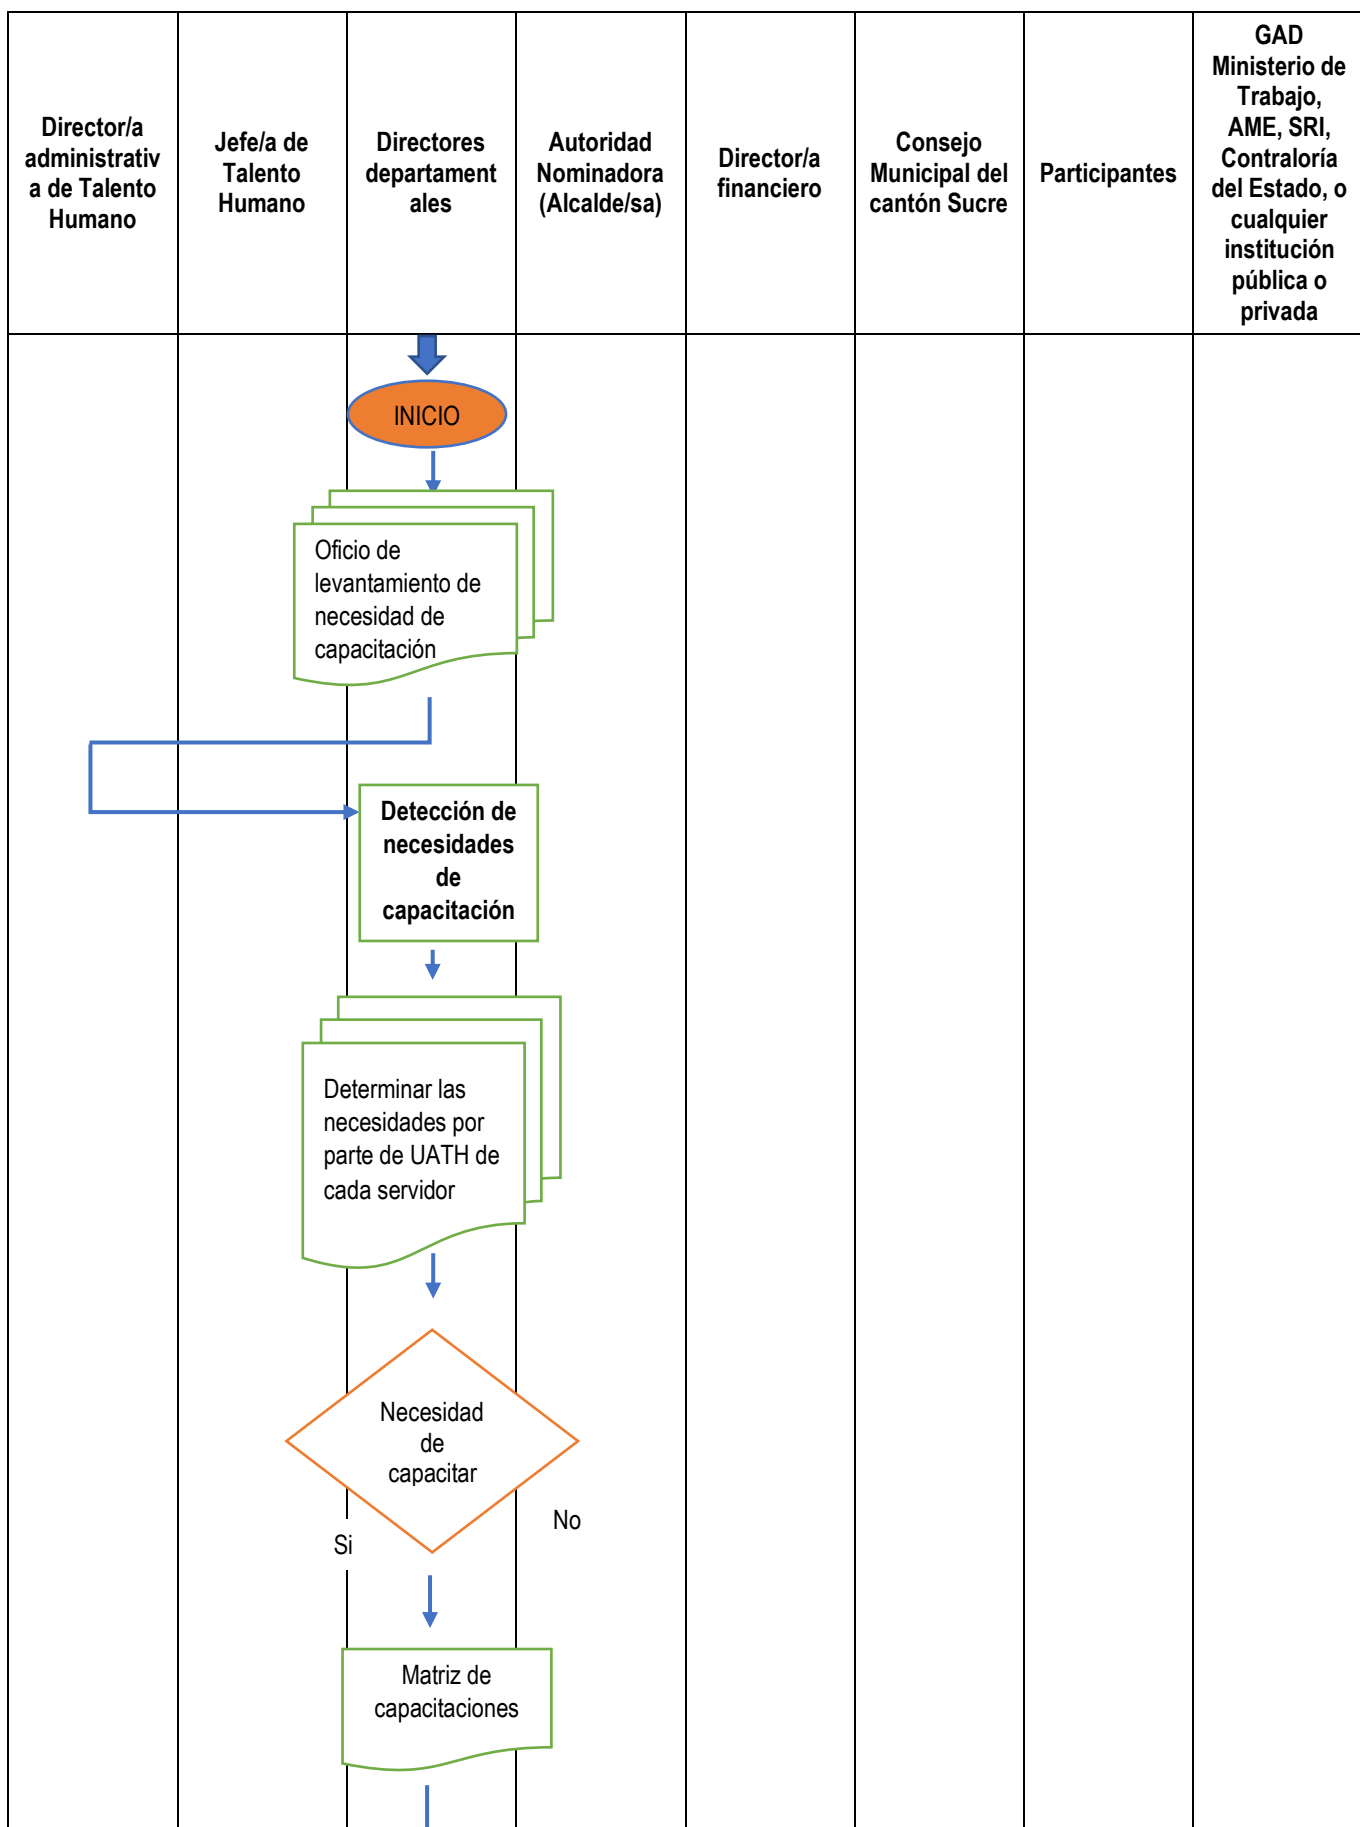 Director/a
administrativ
a de Talento
Humano
Jefe/a de
Talento
Humano
Directores
departament
ales
Autoridad
Nominadora
(Alcalde/sa)
Director/a
financiero
Consejo
Municipal del
cantón Sucre
Participantes
GAD
Ministerio de
Trabajo,
AME, SRI,
Contraloría
del Estado, o
cualquier
institución
pública o
privada
INICIO
Oficio de
levantamiento de
necesidad de
capacitación
Detección de
necesidades
de
capacitación
Determinar las
necesidades por
parte de UATH de
cada servidor
Necesidad
de
capacitar
No
Si
Matriz de
capacitaciones